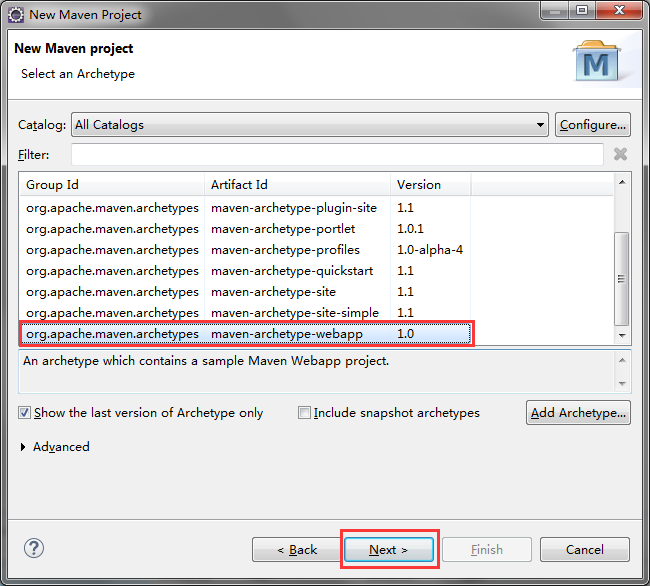 New Maven Project
New Maven project
Select an Archetype
M
Catalog: All Catalogs Configure...
Filter:
Group Id Artifact Id Version
org.apache.maven.archetypes maven-archetype-plugin-site 1.1
org.apache.maven.archetypes maven-archetype-portlet 1.0.1
org.apache.maven.archetypes maven-archetype-profiles 1.0-alpha-4
org.apache.maven.archetypes maven-archetype-quickstart 1.1
org.apache.maven.archetypes maven-archetype-site 1.1
org.apache.maven.archetypes maven-archetype-site-simple 1.1
org.apache.maven.archetypes maven-archetype-webapp 1.0
An archetype which contains a sample Maven Webapp project.
Show the last version of Archetype only Include snapshot archetypes Add Archetype...
Advanced
? < Back Next > Finish Cancel